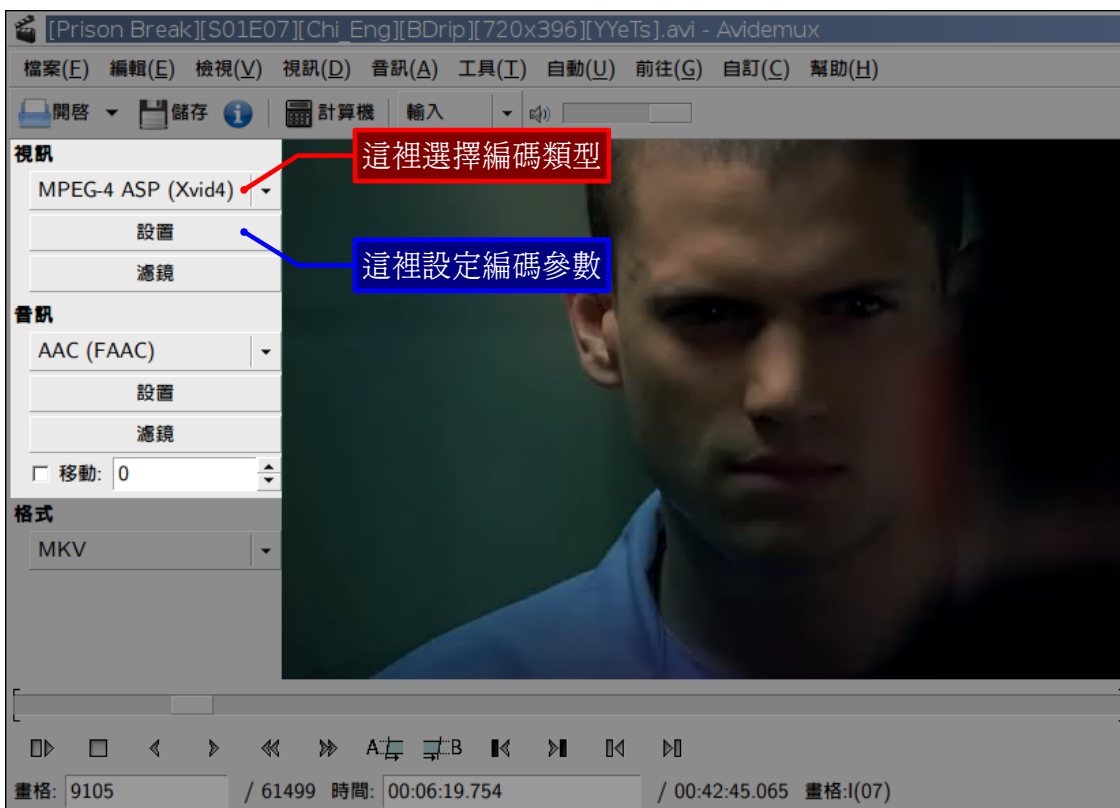 [Prison Break][S01E07][Chi_Eng][BDrip][720x396][YYeTs].avi - Avidemux
檔案(F) 編輯(E) 檢視(V) 視訊(D) 音訊(A) 工具(T) 自動(U) 前往(G) 自訂(C) 幫助(H)
開啓 儲存 計算機 輸入
視訊
這裡選擇編碼類型
MPEG-4 ASP (Xvid4)
設置
這裡設定編碼參數
濾鏡
音訊
AAC (FAAC)
設置
濾鏡
移動: 0
格式
MKV
A B
畫格: 9105 / 61499 時間: 00:06:19.754 / 00:42:45.065 畫格:I(07)